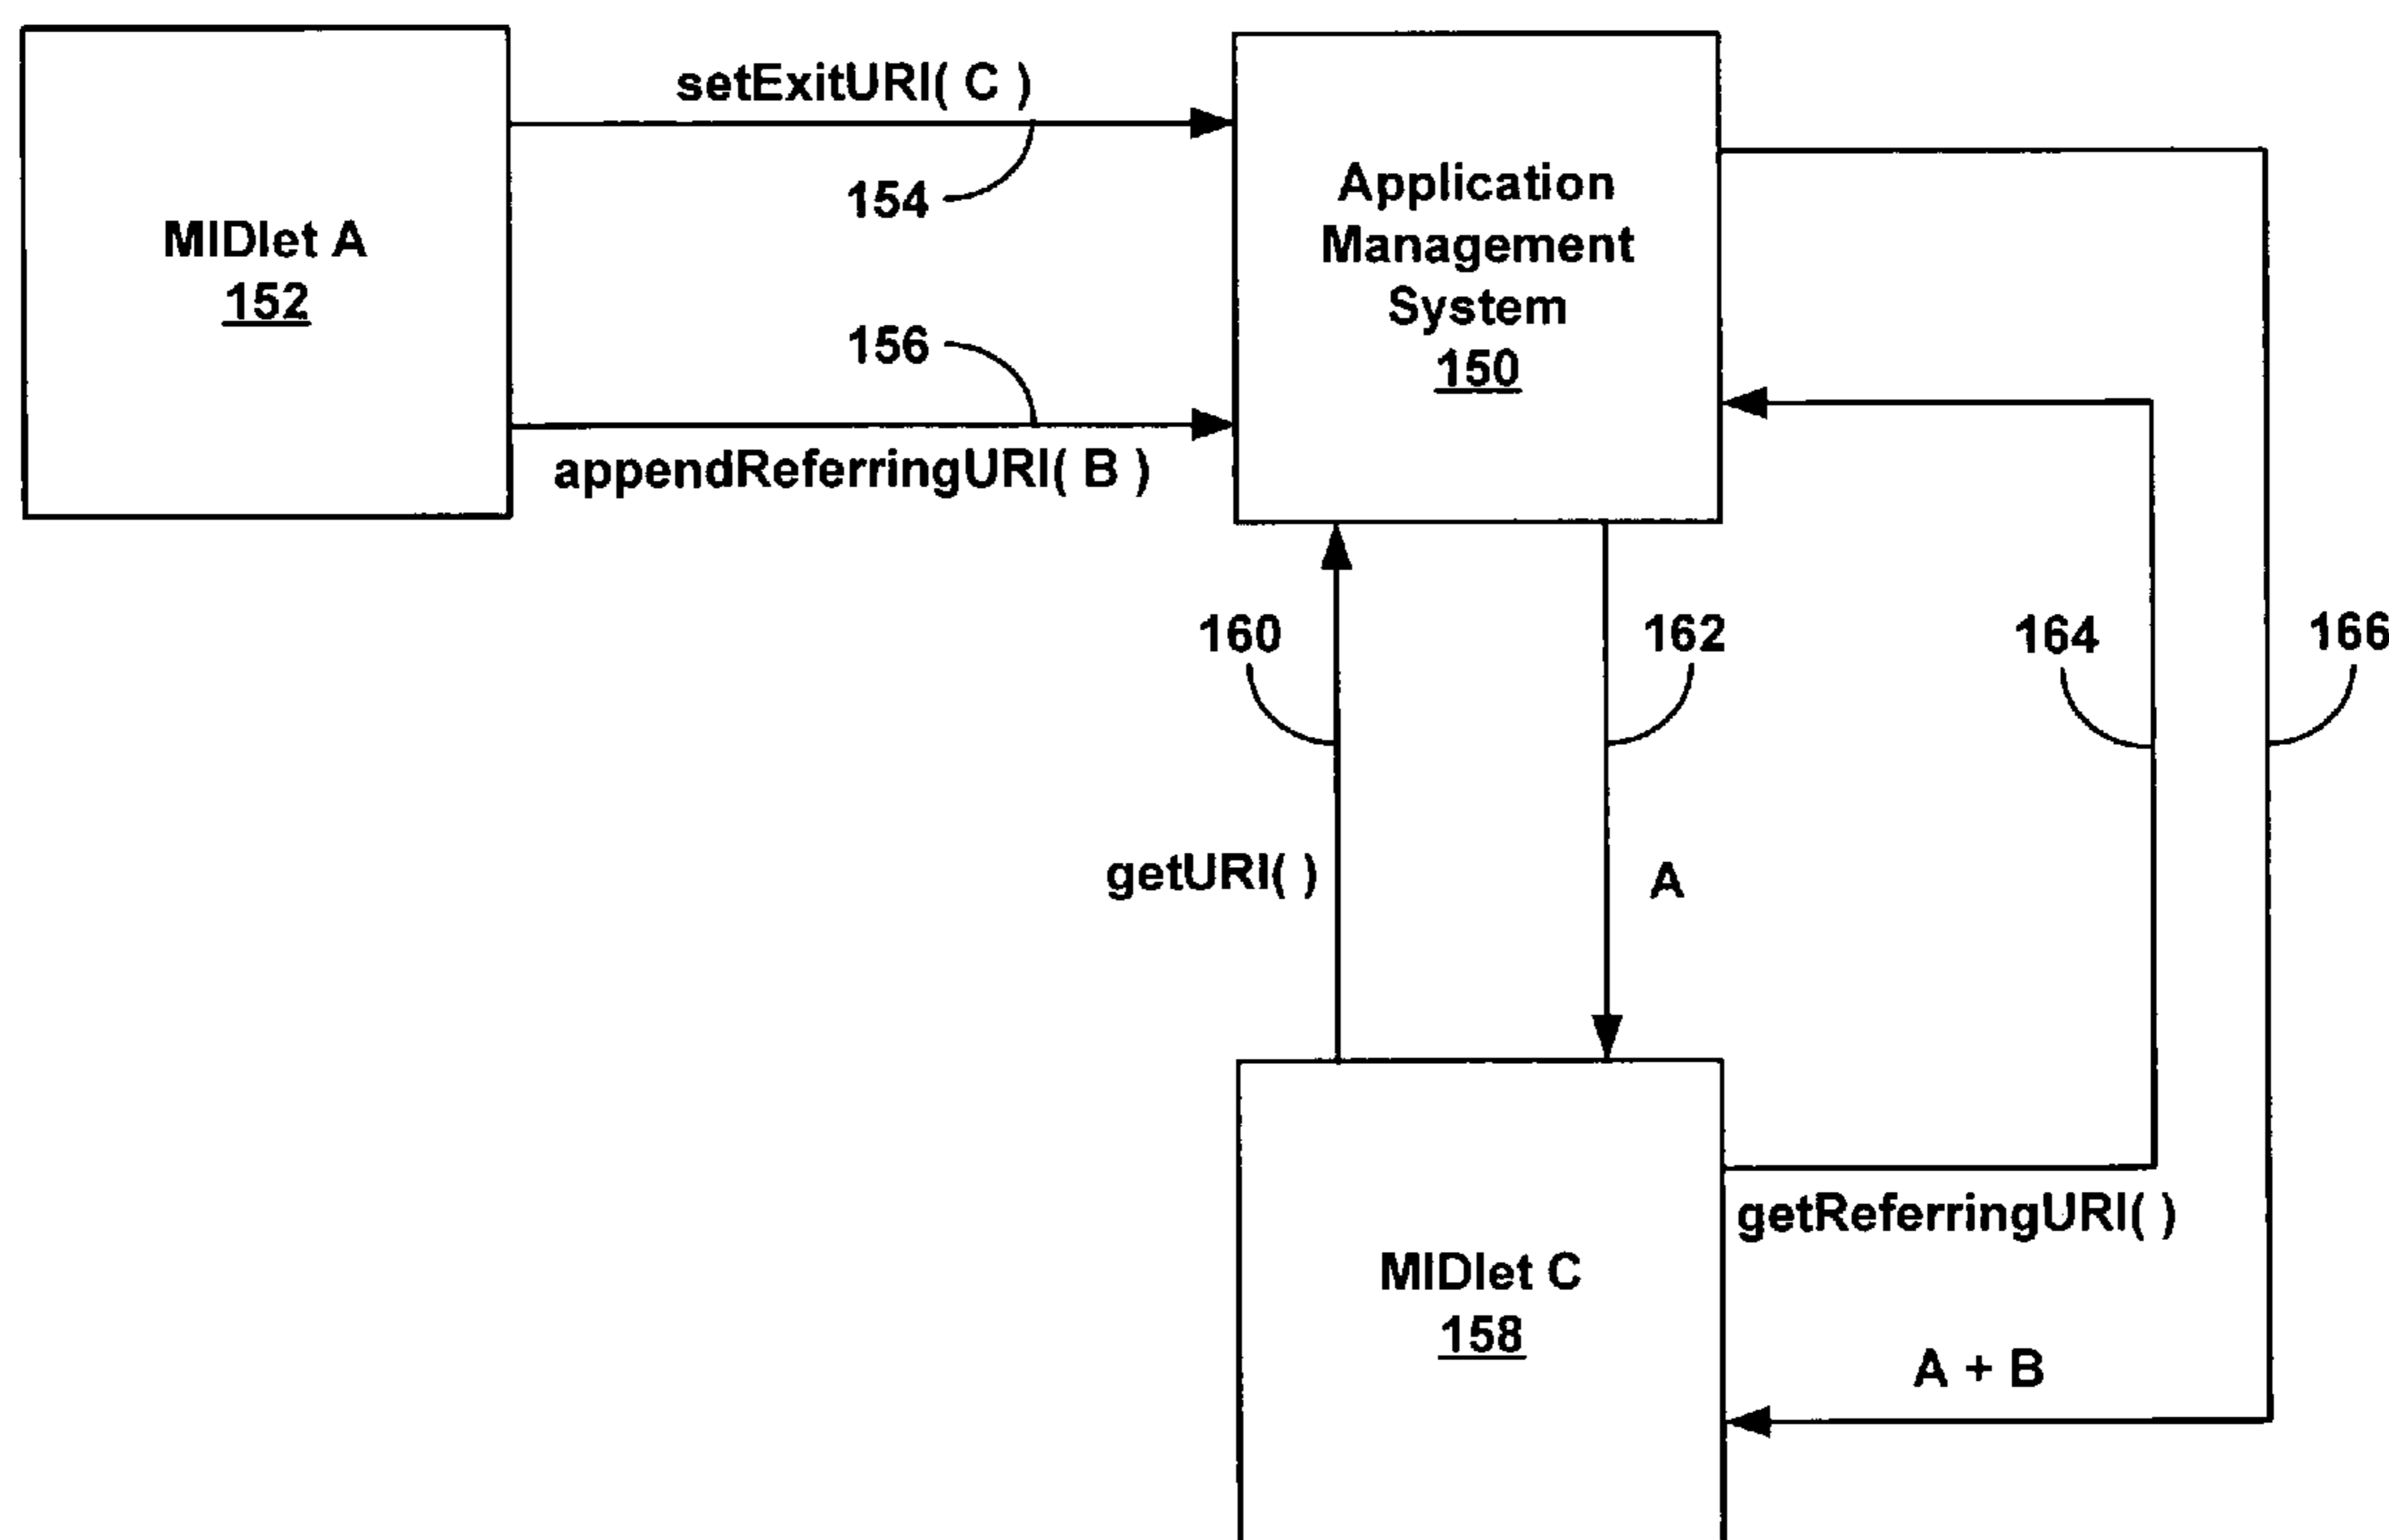 setExitURI( C )
154
MIDlet A
152
156
appendReferringURI( B )
Application
Management
System
150
160
162
164
166
getURI( )
A
getReferringURI( )
MIDlet C
158
A + B